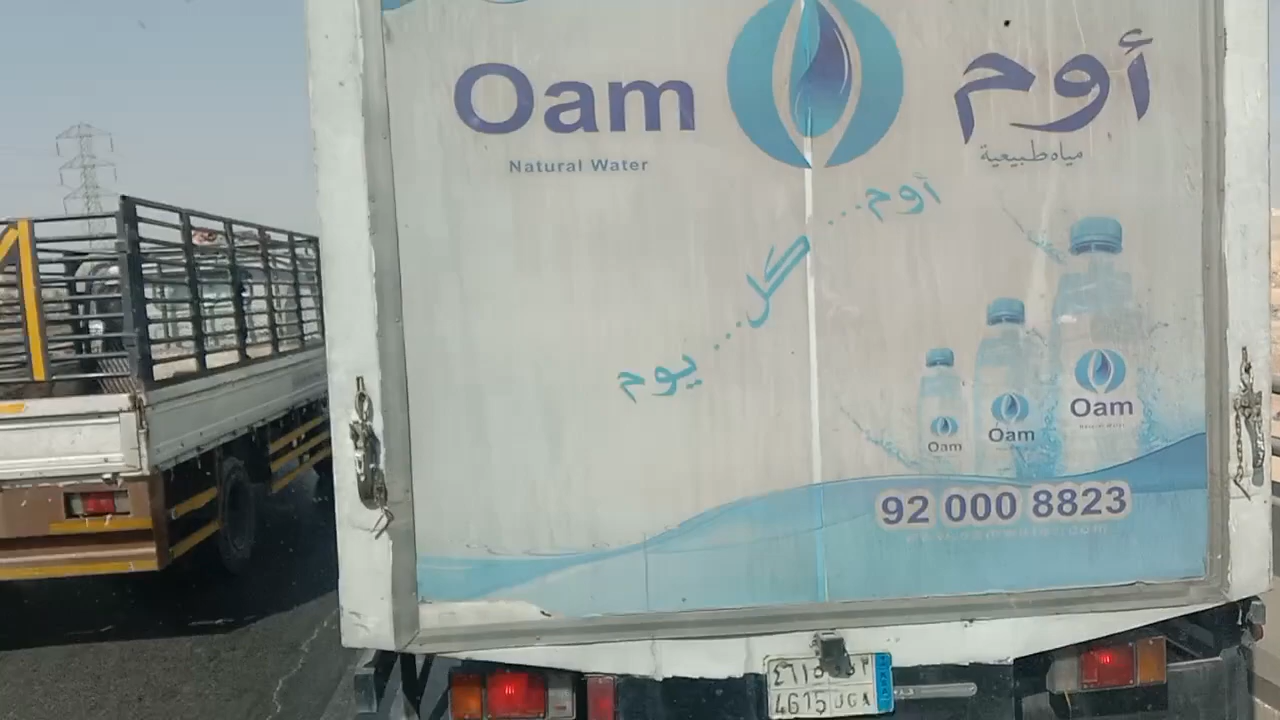 Oam
أوم
Natural Water
مياه طبيعية
أوم...
كل...
يوم
Oam
Oam
Oam
92 000 8823
4615